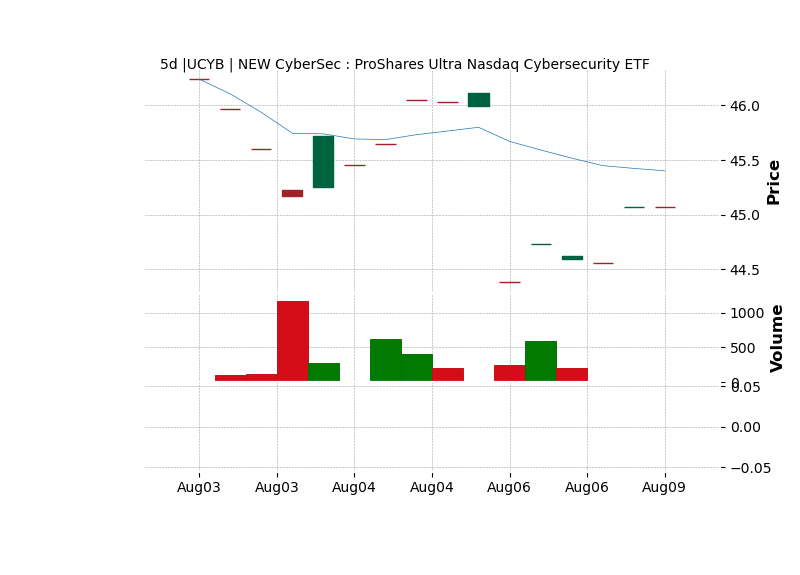 5d |UCYB | NEW CyberSec : ProShares Ultra Nasdaq Cybersecurity ETF
46.0
45.5
45.0
44.5
Price
1000
500
0
Volume
0.05
0.00
−0.05
Aug03 Aug03 Aug04 Aug04 Aug06 Aug06 Aug09